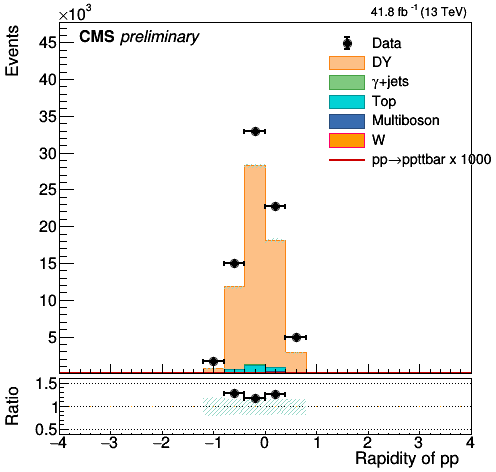 ×10³
CMS preliminary
41.8 fb⁻¹ (13 TeV)
Events
45
40
35
30
25
20
15
10
5
Data
DY
γ+jets
Top
Multiboson
W
pp→ppttbar x 1000
Ratio
1.5
1
0.5
−4 −3 −2 −1 0 1 2 3 4
Rapidity of pp